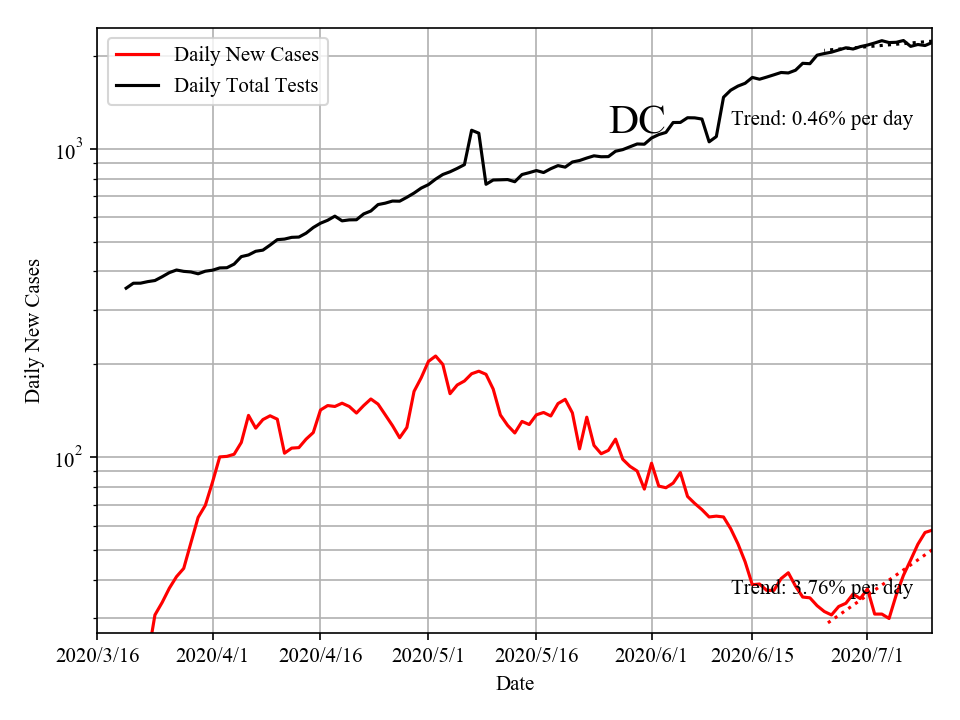 Daily New Cases
Daily Total Tests
DC
Trend: 0.46% per day
10³
Daily New Cases
10²
Trend: 3.76% per day
2020/3/16 2020/4/1 2020/4/16 2020/5/1 2020/5/16 2020/6/1 2020/6/15 2020/7/1
Date